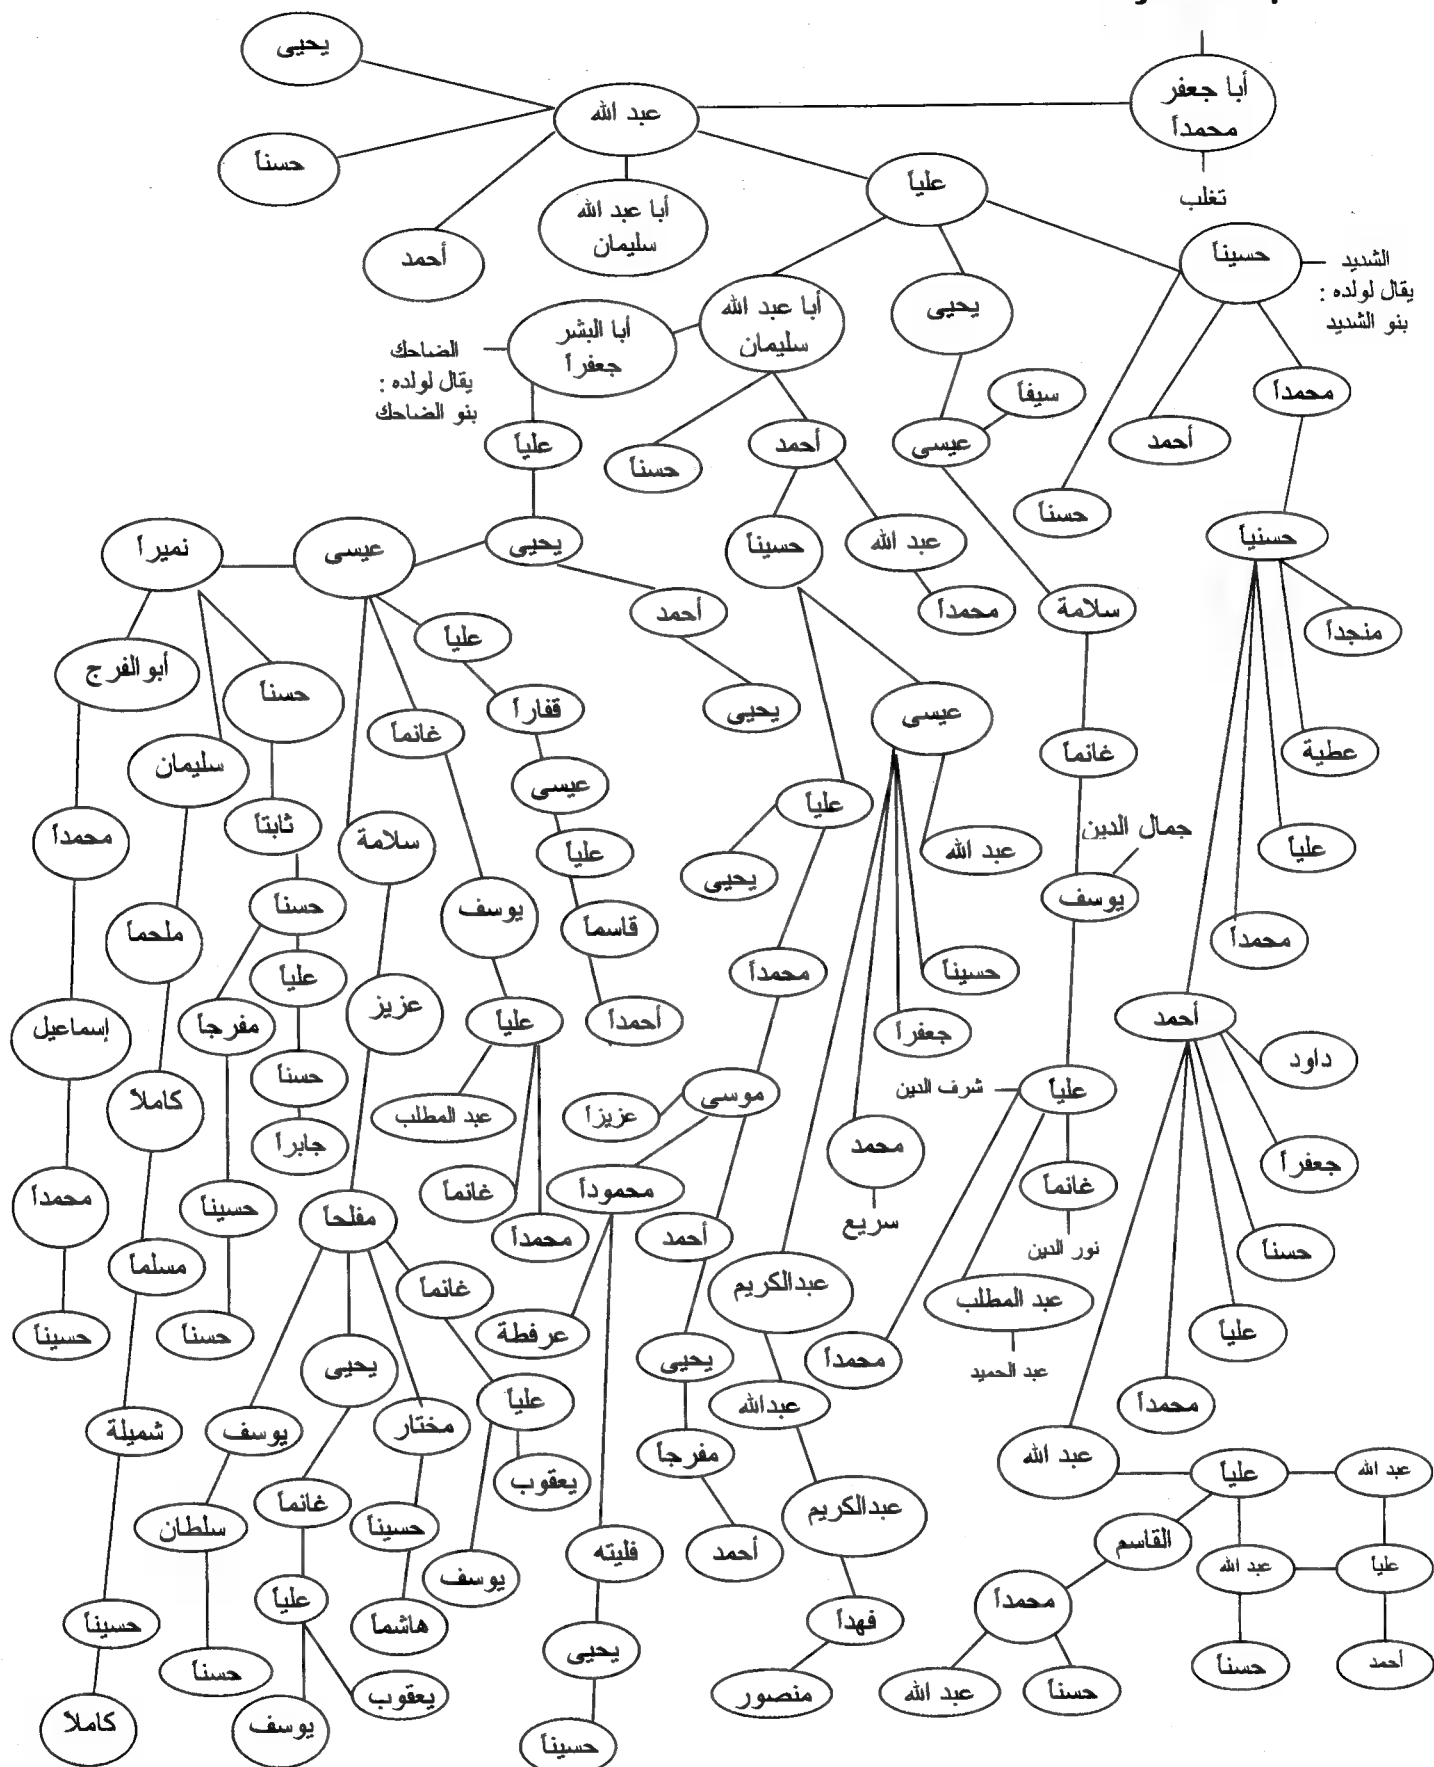 يحيى
أبا جعفر
محمداً
عبد الله
حسناً
علياً
تغلب
أبا عبد الله
سليمان
أحمد
حسيناً
الشديد
يقال لولده :
بنو الشديد
يحيى
أبا عبد الله
سليمان
أبا البشر
جعفراً
الضاحك
يقال لولده :
بنو الضاحك
محمداً
سيفاً
عيسى
أحمد
أحمد
علياً
حسناً
حسناً
حسنياً
عبد الله
حسيناً
يحيى
عيسى
نميراً
منجداً
سلامة
محمداً
أحمد
علياً
أبو الفرج
حسناً
قفاراً
يحيى
عيسى
غانماً
عطية
غانماً
سليمان
عيسى
علياً
ثابتاً
جمال الدين
علياً
عبد الله
علياً
سلامة
محمداً
يوسف
يحيى
حسناً
يوسف
قاسماً
محمداً
ملحماً
حسيناً
محمداً
علياً
عزيز
أحمد
جعفراً
أحمداً
علياً
مفرجاً
إسماعيل
داود
علياً
شرف الدين
موسى
عزيزاً
عبد المطلب
حسناً
كاملاً
جعفراً
محمد
جابراً
غانماً
محموداً
غانماً
محمداً
سريع
حسيناً
مفلحاً
حسناً
نور الدين
أحمد
محمداً
مسلماً
عبدالكريم
غانماً
عبد المطلب
علياً
عرفطة
حسناً
حسيناً
محمداً
يحيى
يحيى
عبد الحميد
محمداً
عبدالله
علياً
مختار
يوسف
شميلة
عبد الله
علياً
عبد الله
مفرجاً
يعقوب
غانماً
عبدالكريم
القاسم
حسيناً
سلطان
أحمد
فليته
عبد الله
علياً
يوسف
علياً
محمداً
فهداً
هاشماً
حسيناً
يحيى
حسناً
أحمد
حسناً
حسناً
عبد الله
منصور
يعقوب
يوسف
كاملاً
حسيناً